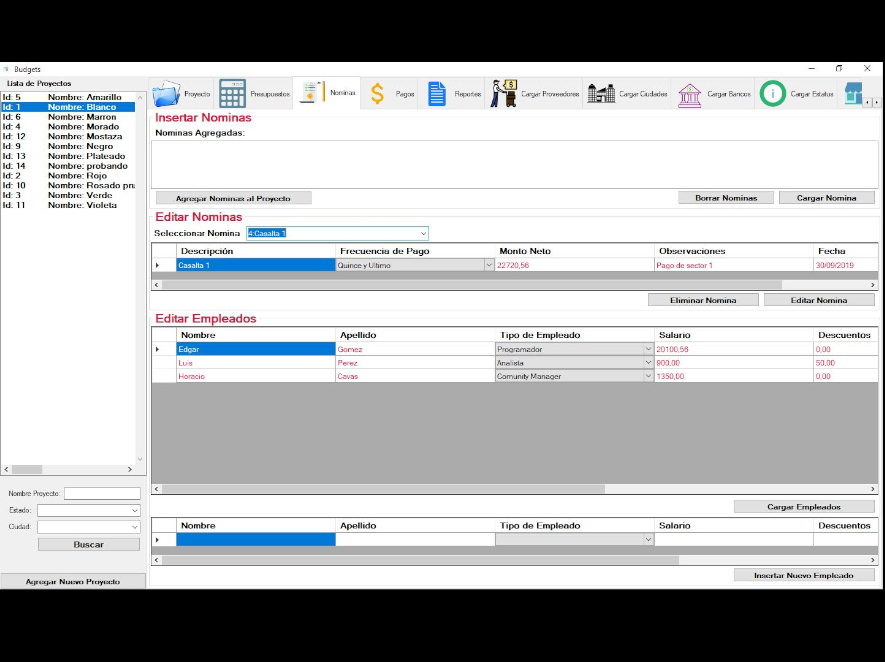 Budgets
Lista de Proyectos
Id: 5 Nombre: Amarillo
Id: 1 Nombre: Blanco
Id: 6 Nombre: Marron
Id: 4 Nombre: Morado
Id: 12 Nombre: Mostaza
Id: 9 Nombre: Negro
Id: 13 Nombre: Plateado
Id: 14 Nombre: probando
Id: 2 Nombre: Rojo
Id: 10 Nombre: Rosado pru
Id: 3 Nombre: Verde
Id: 11 Nombre: Violeta
Nombre Proyecto:
Estado:
Ciudad:
Buscar
Agregar Nuevo Proyecto
Proyecto Presupuestos Nominas Pagos Reportes Cargar Proveedores Cargar Ciudades Cargar Bancos Cargar Estatus
Insertar Nominas
Nominas Agregadas:
Agregar Nominas al Proyecto Borrar Nominas Cargar Nomina
Editar Nominas
Seleccionar Nomina 4:Casalta 1
Descripción Frecuencia de Pago Monto Neto Observaciones Fecha
Casalta 1 Quince y Ultimo 22720,56 Pago de sector 1 30/09/2019
Eliminar Nomina Editar Nomina
Editar Empleados
Nombre Apellido Tipo de Empleado Salario Descuentos
Edgar Gomez Programador 20100,56 0,00
Luis Perez Analista 900,00 50,00
Horacio Cavas Comunity Manager 1350,00 0,00
Cargar Empleados
Nombre Apellido Tipo de Empleado Salario Descuentos
Insertar Nuevo Empleado